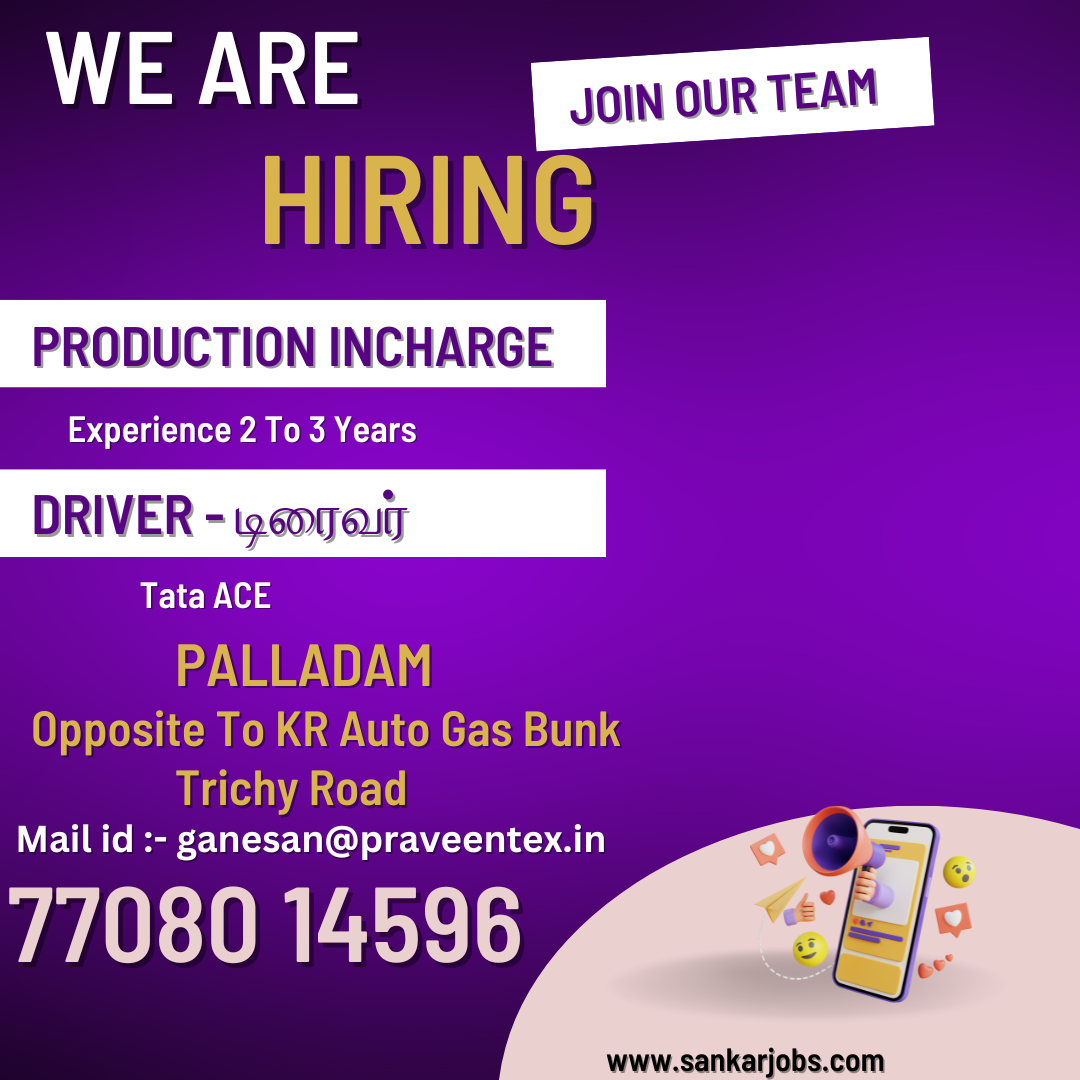 WE ARE
JOIN OUR TEAM
HIRING
PRODUCTION INCHARGE
Experience 2 To 3 Years
DRIVER - டிரைவர்
Tata ACE
PALLADAM
Opposite To KR Auto Gas Bunk
Trichy Road
Mail id :- ganesan@praveentex.in
77080 14596
www.sankarjobs.com